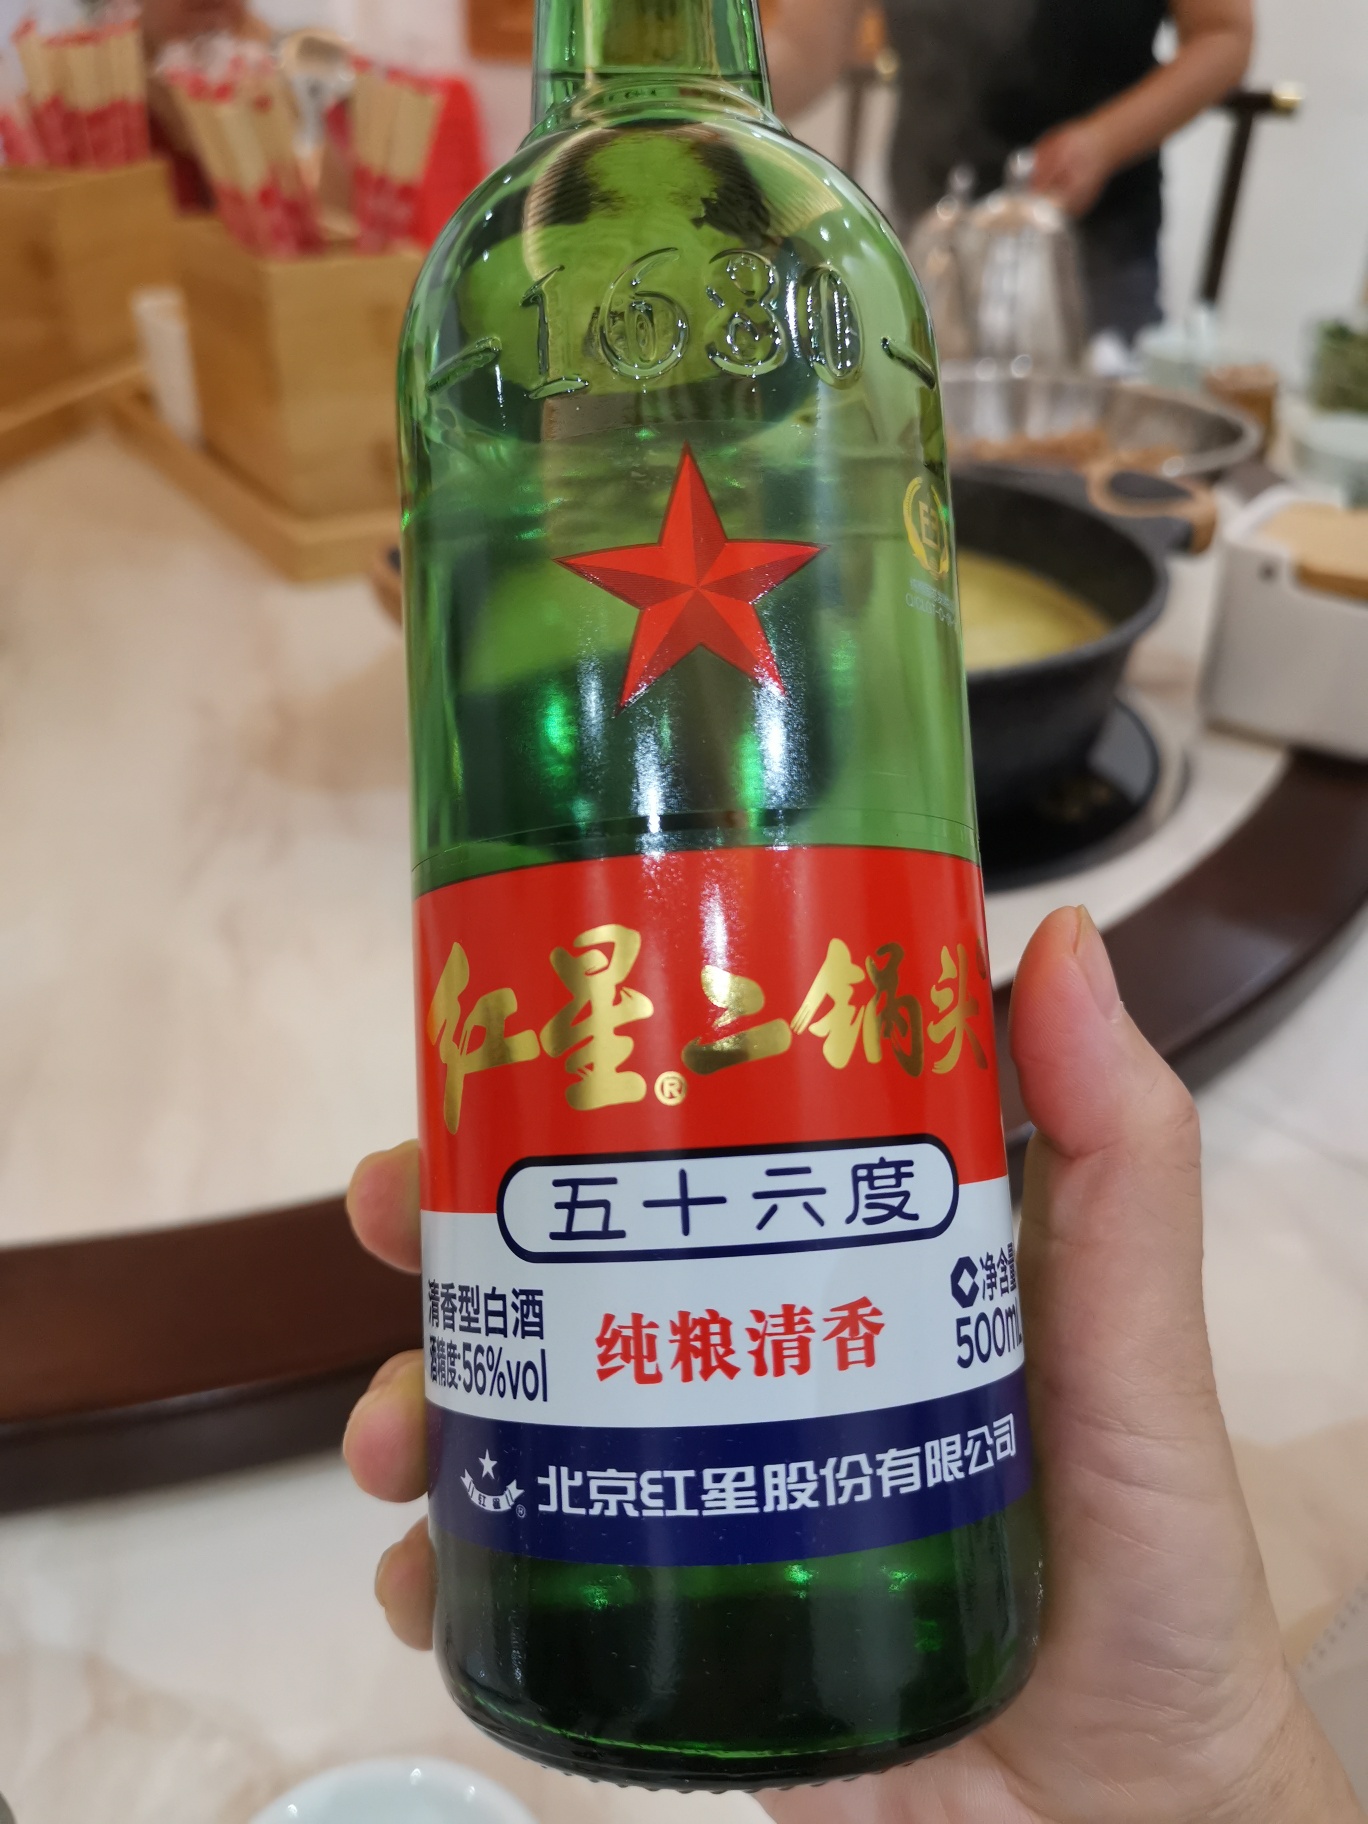 1680
红星®二锅头
五十六度
清香型白酒
酒精度:56%vol
纯粮清香
净含量
500mL
红星®
北京红星股份有限公司